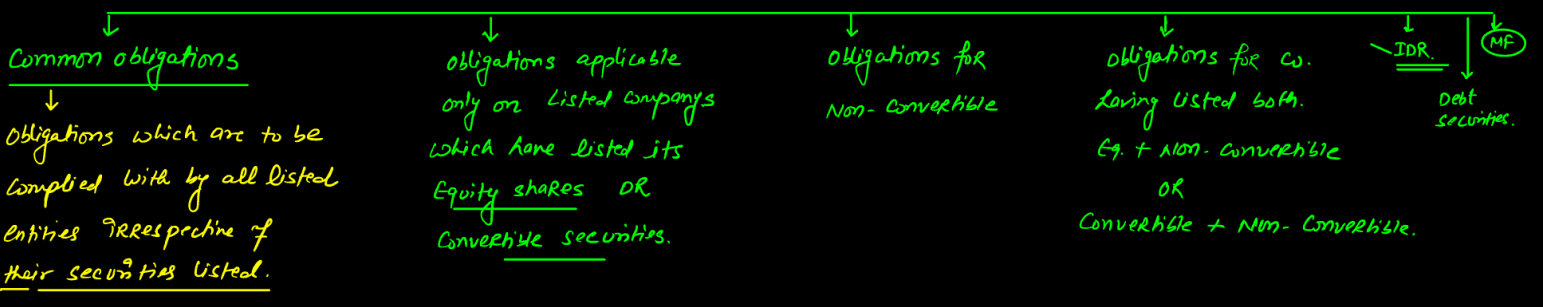 Common obligations
Obligations which are to be
complied with by all listed
entities irrespective of
their securities listed.
Obligations applicable
only on Listed Companys
which have listed its
Equity shares OR
Convertible securities.
Obligations for
Non-Convertible
Obligations for Co.
having listed both.
Eq. + Non-Convertible
OR
Convertible + Non-Convertible.
IDR.
Debt
securities.
MF